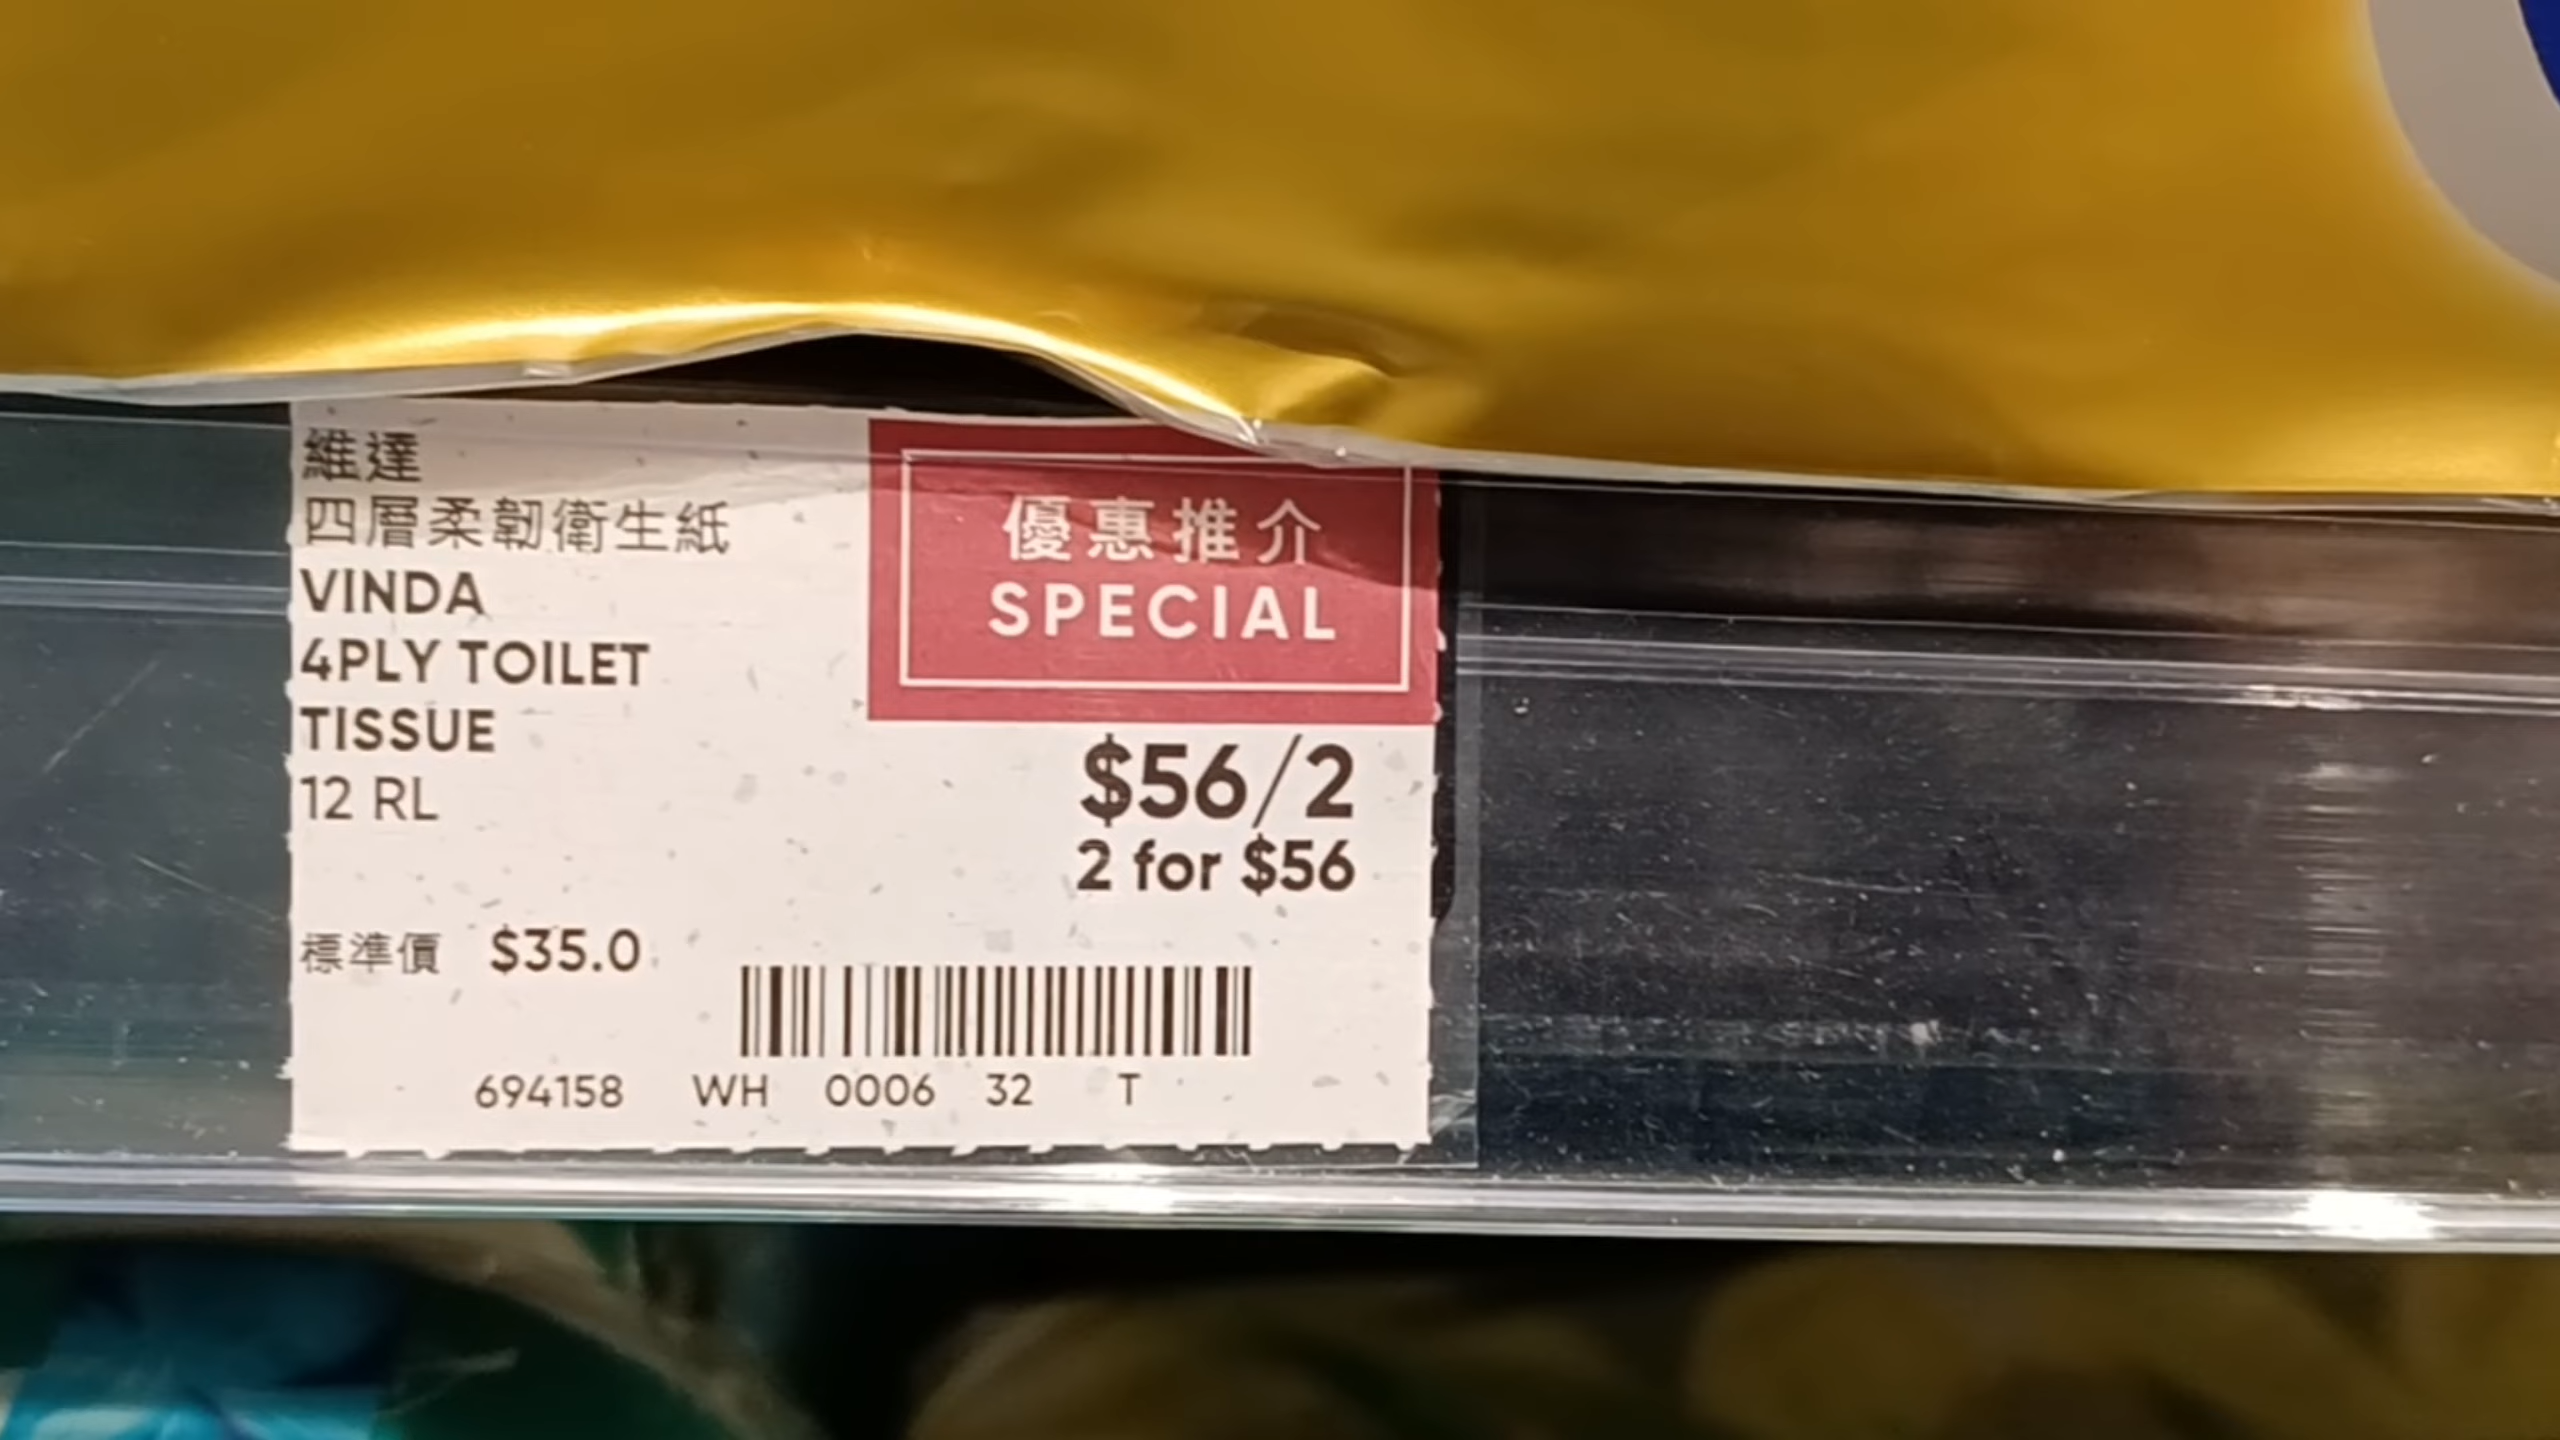 維達
四層柔韌衛生紙
VINDA
4PLY TOILET
TISSUE
12 RL
優惠推介
SPECIAL
$56/2
2 for $56
標準價 $35.0
694158 WH 0006 32 T